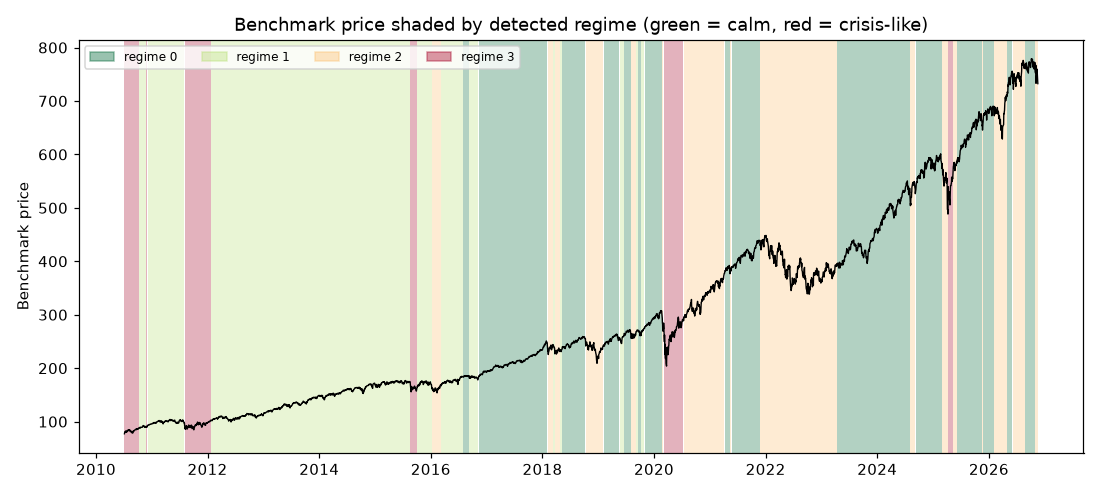 Benchmark price shaded by detected regime (green = calm, red = crisis-like)
regime 0 regime 1 regime 2 regime 3
Benchmark price
800
700
600
500
400
300
200
100
2010 2012 2014 2016 2018 2020 2022 2024 2026